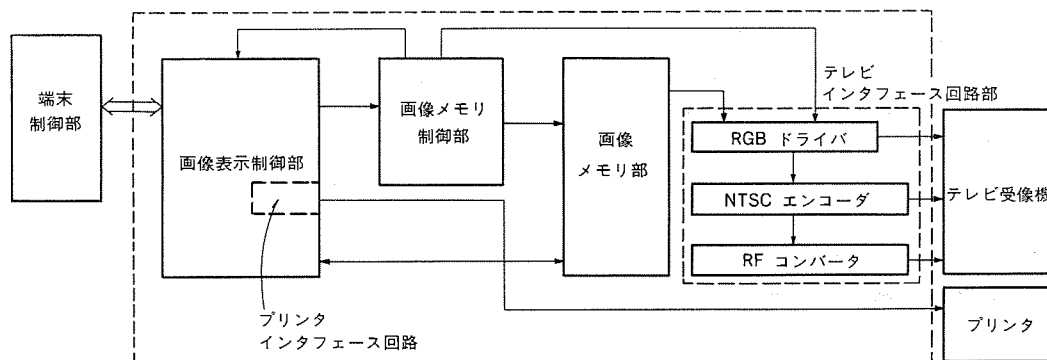 端末
制御部
画像表示制御部
画像メモリ
制御部
画像
メモリ部
テレビ
インタフェース回路部
RGB ドライバ
NTSC エンコーダ
RF コンバータ
テレビ受像機
プリンタ
プリンタ
インタフェース回路